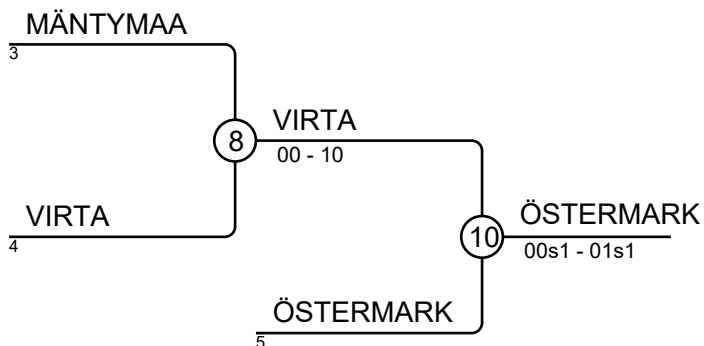 MÄNTYMAA
3
8
VIRTA
00 - 10
VIRTA
4
10
ÖSTERMARK
00s1 - 01s1
ÖSTERMARK
5